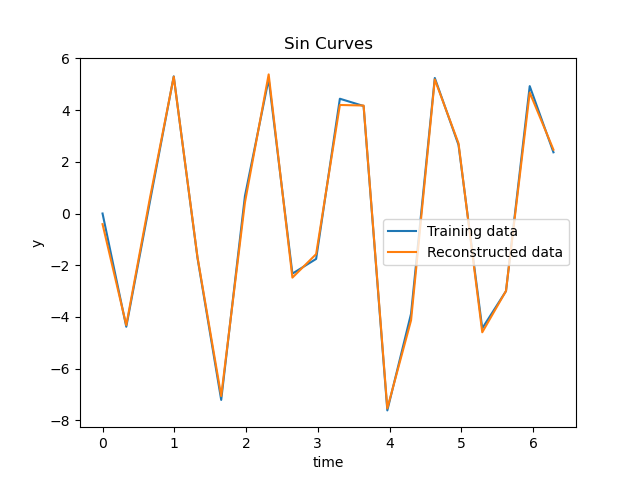 Sin Curves
6
4
2
0
−2
−4
−6
−8
y
Training data
Reconstructed data
0 1 2 3 4 5 6
time